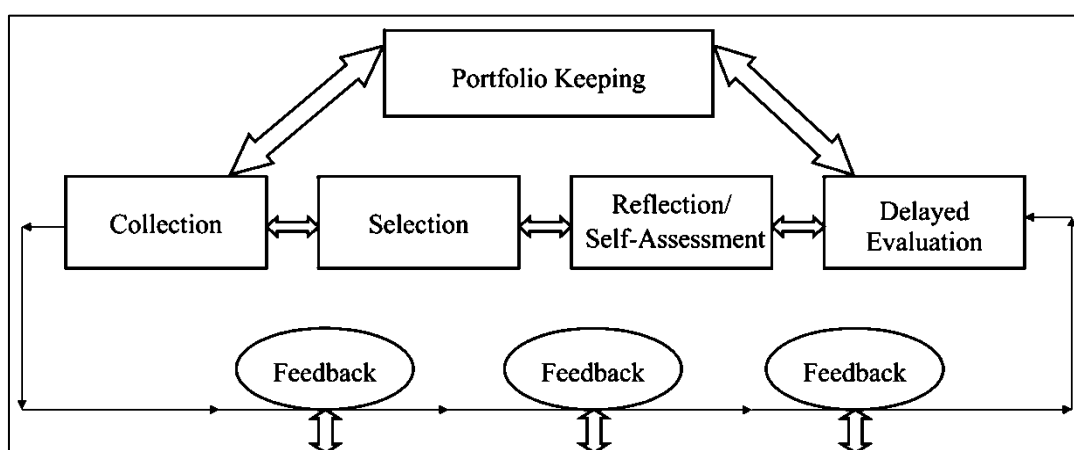 Portfolio Keeping
Collection
Selection
Reflection/
Self-Assessment
Delayed
Evaluation
Feedback
Feedback
Feedback